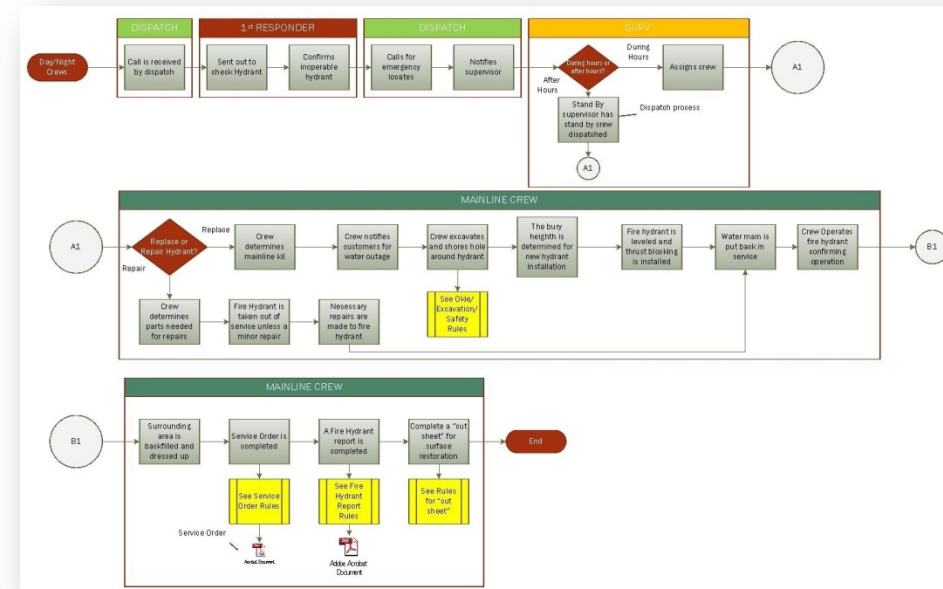 DISPATCH
1ST RESPONDER
DISPATCH
SUPV
Day/Night
Crews
Call is received
by dispatch
Sent out to
check Hydrant
Confirms
inoperable
hydrant
Calls for
emergency
locates
Notifies
supervisor
During hours or
after hours?
During
Hours
Assigns crew
A1
After
Hours
Stand By
supervisor has
stand by crew
dispatched
Dispatch process
A1
MAINLINE CREW
A1
Replace or
Repair Hydrant?
Replace
Crew
determines
mainline kil
Crew notifies
customers for
water outage
Crew excavates
and shores hole
around hydrant
The bury
heighth is
determined for
new hydrant
installation
Fire hydrant is
leveled and
thrust blocking
is installed
Water main is
put back in
service
Crew Operates
fire hydrant
confirming
operation
B1
Repair
Crew
determines
parts needed
for repairs
Fire Hydrant is
taken out of
service unless a
minor repair
Necessary
repairs are
made to fire
hydrant
See Okie/
Excavation/
Safety
Rules
MAINLINE CREW
B1
Surrounding
area is
backfilled and
dressed up
Service Order is
completed
A Fire Hydrant
report is
completed
Complete a "out
sheet" for
surface
restoration
End
See Service
Order Rules
See Fire
Hydrant
Report
Rules
See Rules
for "out
sheet"
Service Order
Acrobat Document
Adobe Acrobat
Document